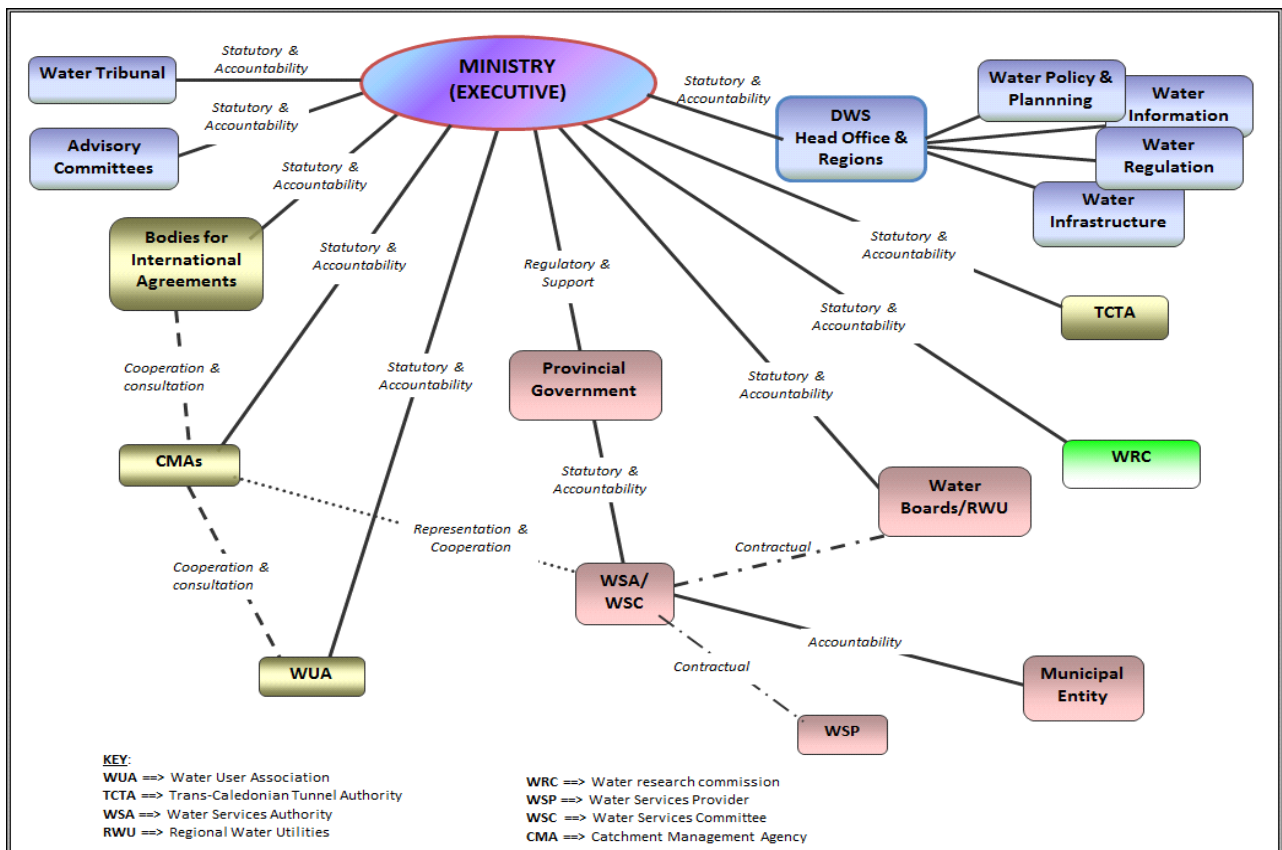 MINISTRY
(EXECUTIVE)
Statutory &
Accountability
Water Tribunal
Statutory &
Accountability
Advisory
Committees
Statutory &
Accountability
Bodies for
International
Agreements
Statutory &
Accountability
DWS
Head Office &
Regions
Water Policy &
Plannning
Water
Information
Water
Regulation
Water
Infrastructure
Statutory &
Accountability
Regulatory &
Support
Statutory &
Accountability
TCTA
Statutory &
Accountability
WRC
Cooperation &
consultation
Statutory &
Accountability
Provincial
Government
Statutory &
Accountability
CMAs
Statutory &
Accountability
Water
Boards/RWU
Representation &
Cooperation
Contractual
Cooperation &
consultation
WSA/
WSC
Accountability
WUA
Contractual
Municipal
Entity
WSP
KEY:
WUA ==> Water User Association
TCTA ==> Trans-Caledonian Tunnel Authority
WSA ==> Water Services Authority
RWU ==> Regional Water Utilities
WRC ==> Water research commission
WSP ==> Water Services Provider
WSC ==> Water Services Committee
CMA ==> Catchment Management Agency